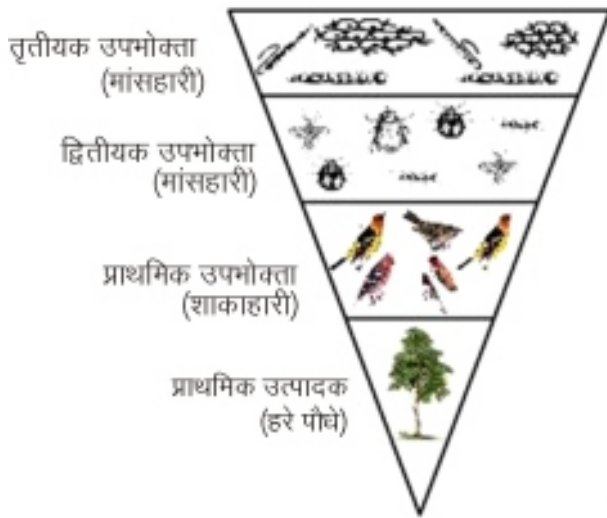 तृतीयक उपभोक्ता
(मांसहारी)
द्वितीयक उपभोक्ता
(मांसहारी)
प्राथमिक उपभोक्ता
(शाकाहारी)
प्राथमिक उत्पादक
(हरे पौधे)